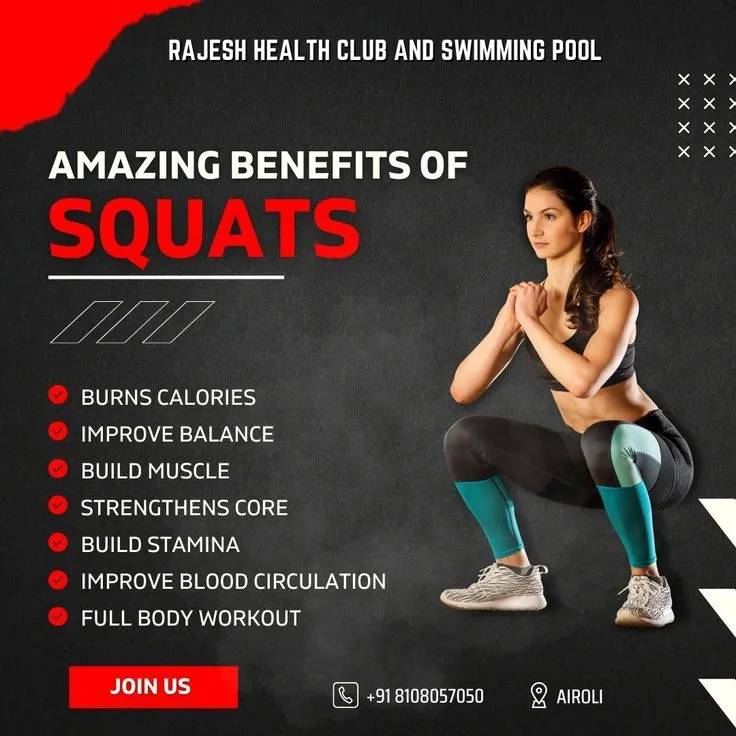 RAJESH HEALTH CLUB AND SWIMMING POOL
AMAZING BENEFITS OF
SQUATS
BURNS CALORIES
IMPROVE BALANCE
BUILD MUSCLE
STRENGTHENS CORE
BUILD STAMINA
IMPROVE BLOOD CIRCULATION
FULL BODY WORKOUT
JOIN US
+91 8108057050
AIROLI